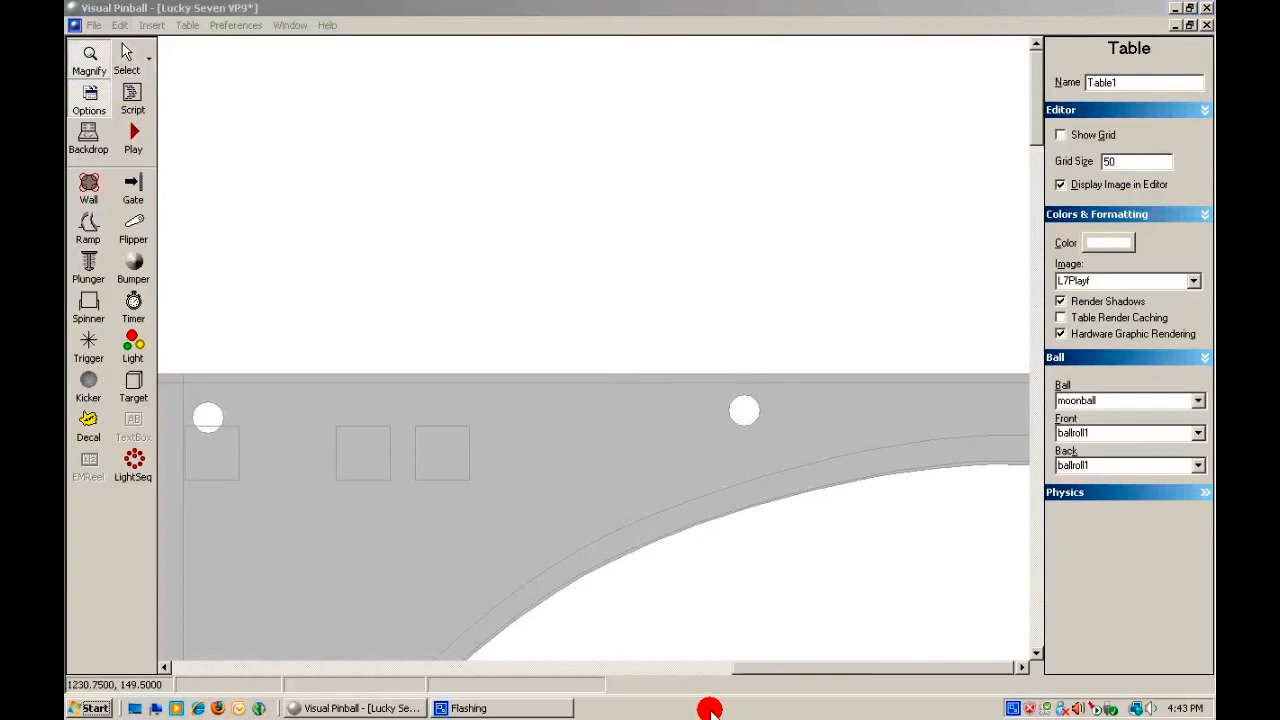 Visual Pinball - [Lucky Seven VP9*]
File Edit Insert Table Preferences Window Help
Magnify Select
Options Script
Backdrop Play
Wall Gate
Ramp Flipper
Plunger Bumper
Spinner Timer
Trigger Light
Kicker Target
AB
Decal TextBox
EMReel LightSeq
Table
Name Table1
Editor
Show Grid
Grid Size 50
Display Image in Editor
Colors & Formatting
Color
Image:
L7Playf
Render Shadows
Table Render Caching
Hardware Graphic Rendering
Ball
Ball
moonball
Front
ballroll1
Back
ballroll1
Physics
1230.7500, 149.5000
Start Visual Pinball - [Lucky Se... Flashing 4:43 PM